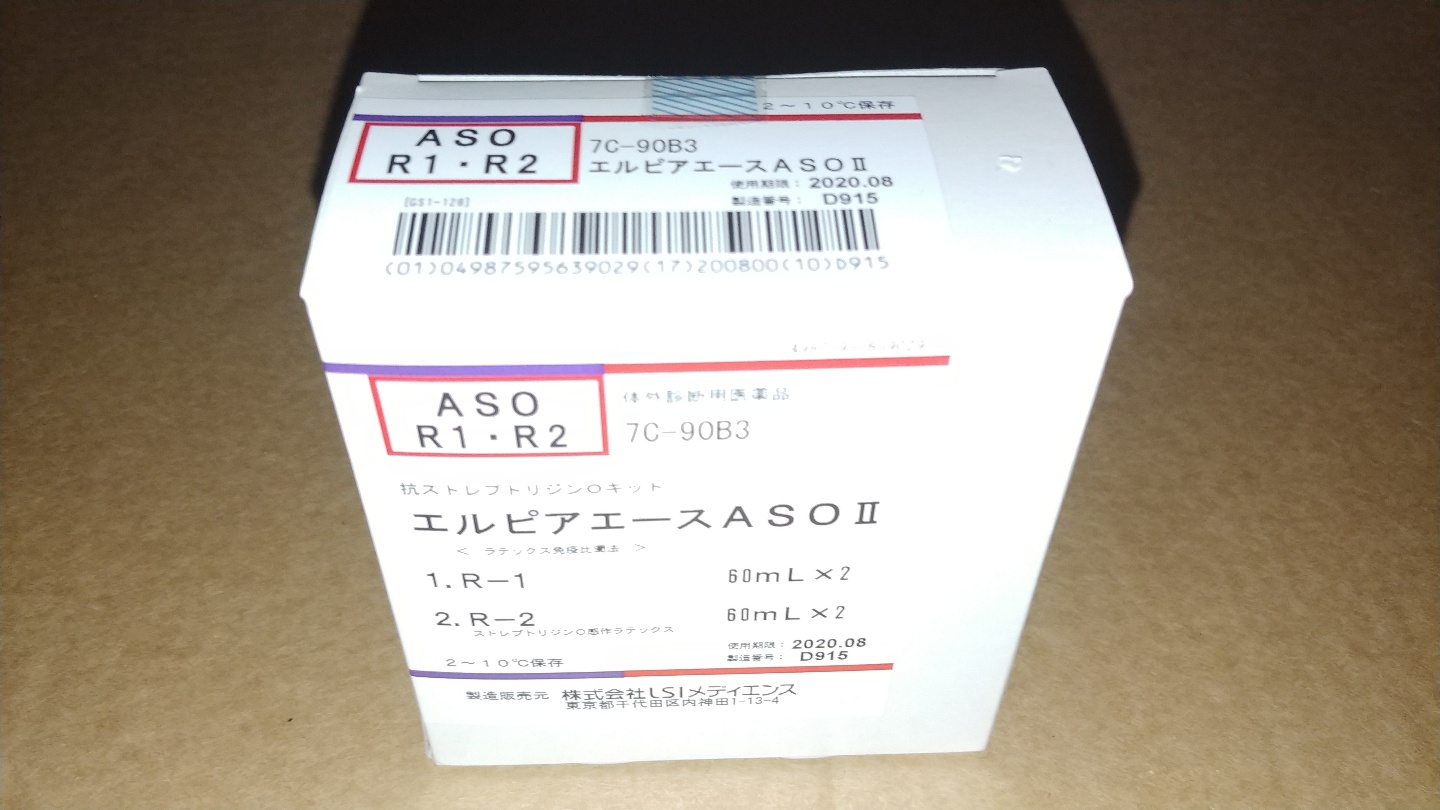 2～10℃保存
ASO
R1・R2
7C-90B3
エルピアエースASOⅡ
使用期限：2020.08
製造番号：D915
[GS1-128]
(01)04987595639029(17)200800(10)D915
ASO
R1・R2
体外診断用医薬品
7C-90B3
抗ストレプトリジンOキット
エルピアエースASOⅡ
＜ ラテックス免疫比濁法 ＞
1. R－1 60mL×2
2. R－2 60mL×2
ストレプトリジンO感作ラテックス
使用期限：2020.08
製造番号：D915
2～10℃保存
製造販売元 株式会社LSIメディエンス
東京都千代田区内神田1-13-4